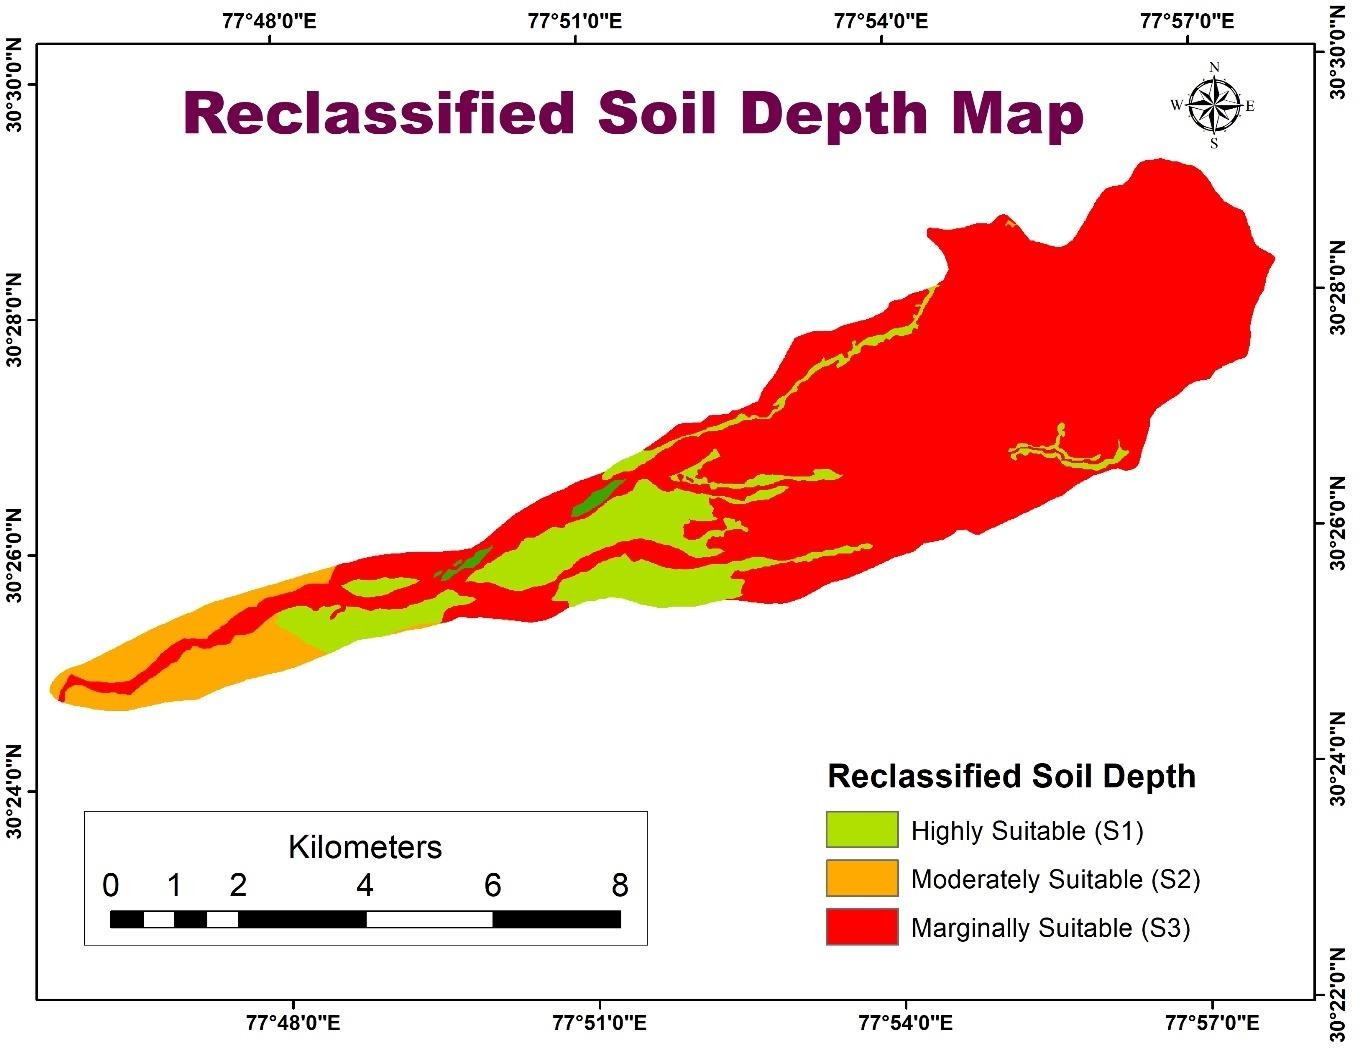 77°48'0"E 77°51'0"E 77°54'0"E 77°57'0"E
30°30'0"N
30°30'0"N
Reclassified Soil Depth Map
N
W E
S
30°28'0"N
30°28'0"N
30°26'0"N
30°26'0"N
30°24'0"N
30°24'0"N
Reclassified Soil Depth
Highly Suitable (S1)
Moderately Suitable (S2)
Marginally Suitable (S3)
Kilometers
0 1 2 4 6 8
30°22'0"N
77°48'0"E 77°51'0"E 77°54'0"E 77°57'0"E